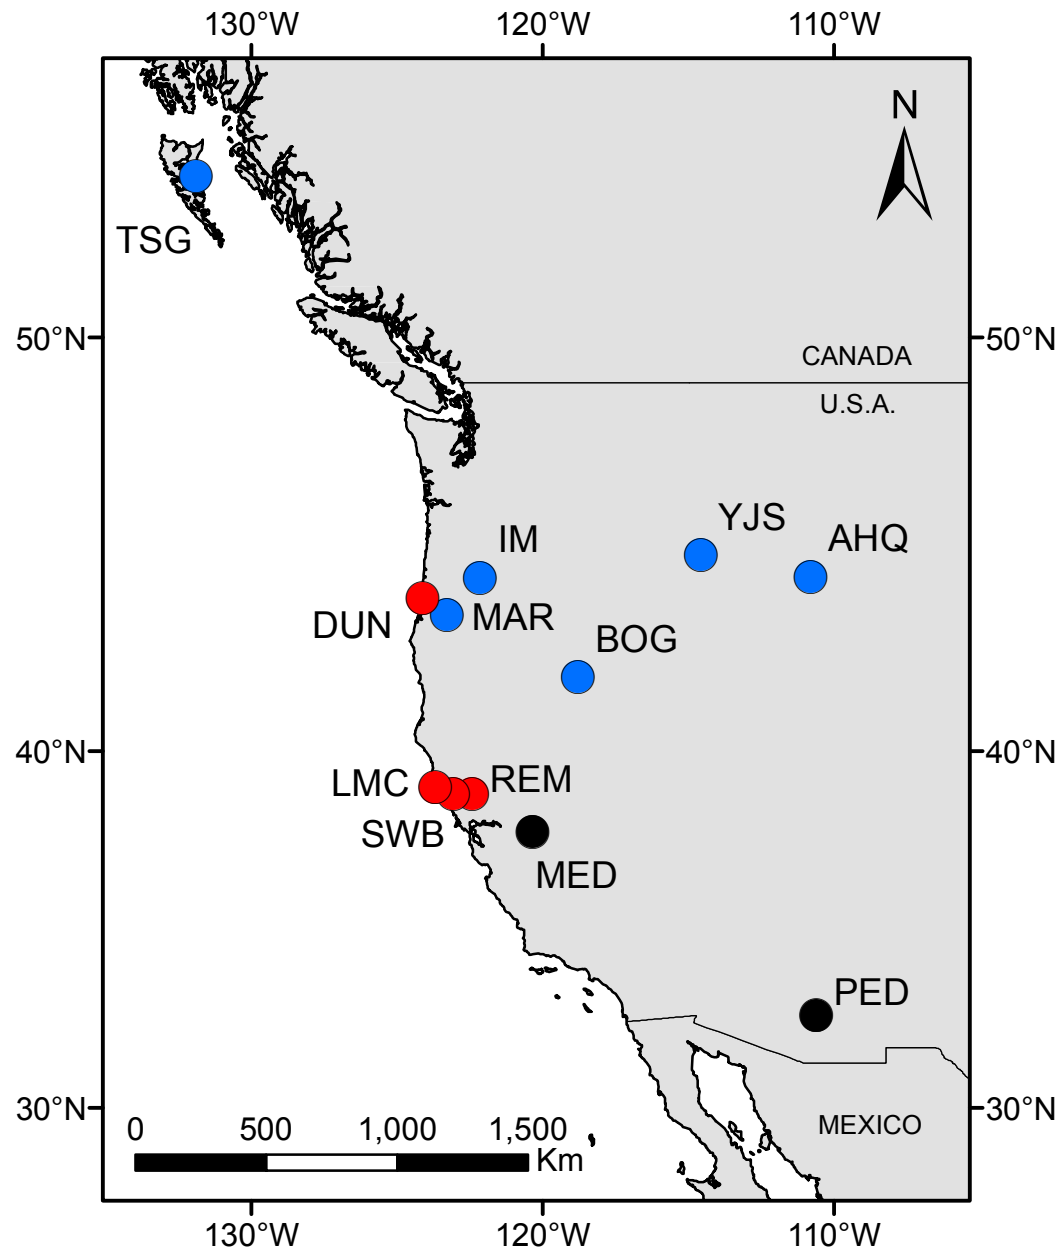 130°W 120°W 110°W
N
TSG
50°N 50°N
CANADA
U.S.A.
YJS
IM AHQ
DUN MAR
BOG
40°N 40°N
LMC REM
SWB
MED
PED
30°N 30°N
0 500 1,000 1,500
MEXICO
Km
130°W 120°W 110°W